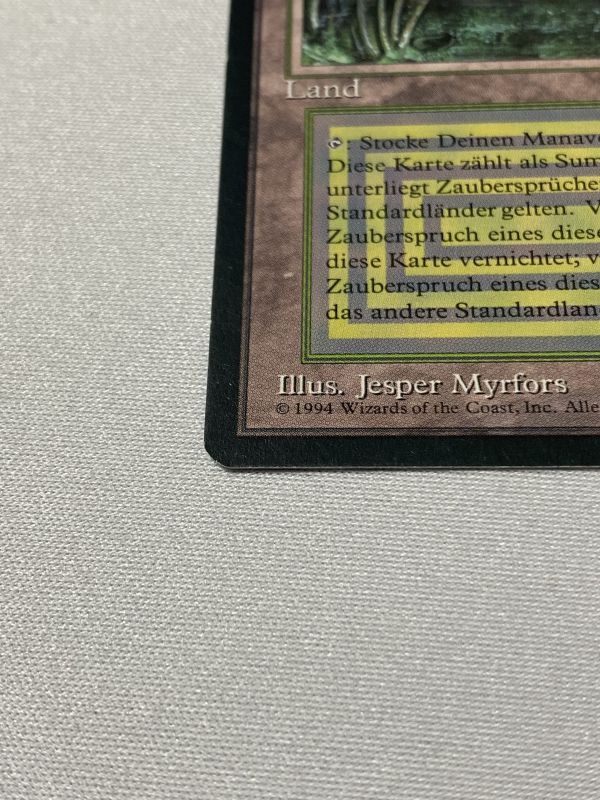 Land
: Stocke Deinen Manav
Diese Karte zählt als Sum
unterliegt Zaubersprüche
Standardländer gelten. V
Zauberspruch eines diese
diese Karte vernichtet; v
Zauberspruch eines dies
das andere Standardlan
Illus. Jesper Myrfors
© 1994 Wizards of the Coast, Inc. Alle